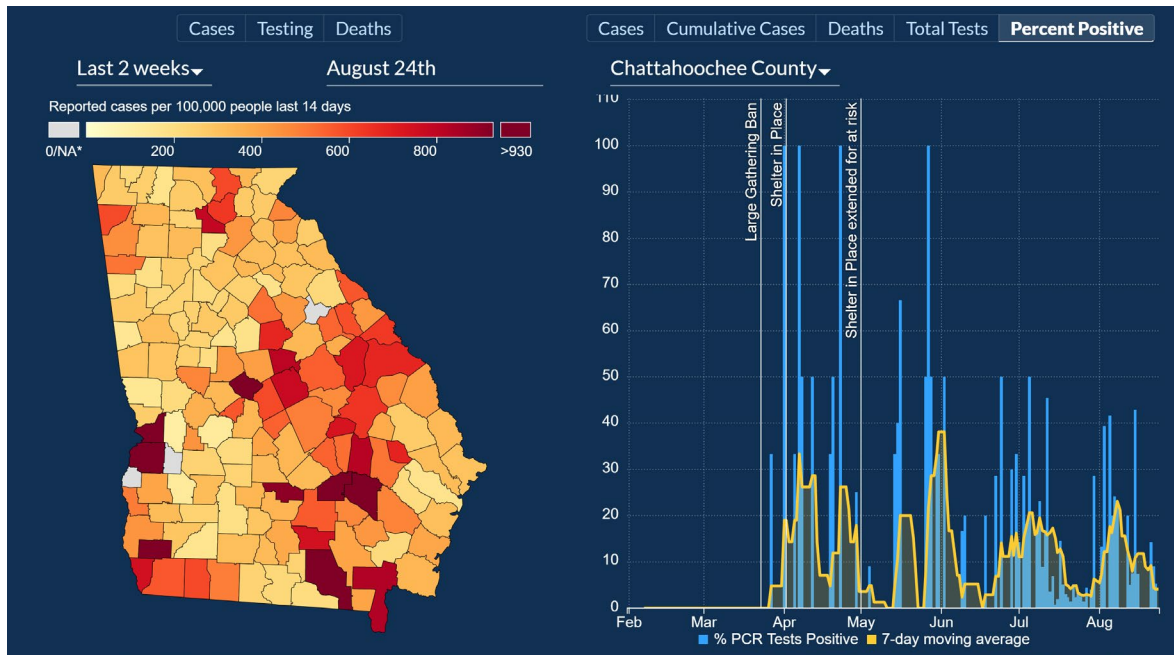 Cases Testing Deaths
Cases Cumulative Cases Deaths Total Tests Percent Positive
Last 2 weeks August 24th
Chattahoochee County
Reported cases per 100,000 people last 14 days
0/NA* 200 400 600 800 >930
110
100
90
80
70
60
50
40
30
20
10
0
Large Gathering Ban
Shelter in Place
Shelter in Place extended for at risk
Feb Mar Apr May Jun Jul Aug
% PCR Tests Positive 7-day moving average